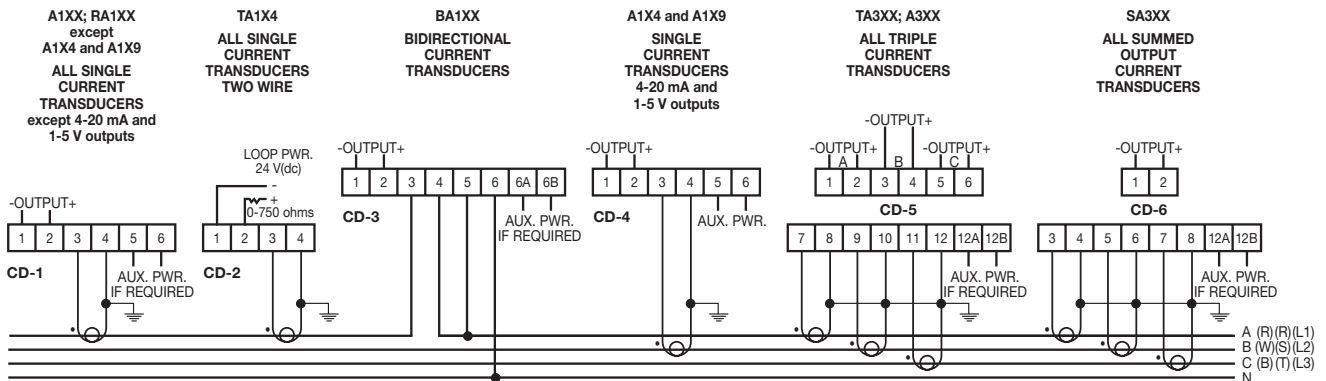 A1XX; RA1XX
except
A1X4 and A1X9
ALL SINGLE
CURRENT
TRANSDUCERS
except 4-20 mA and
1-5 V outputs
-OUTPUT+
1 2 3 4 5 6
CD-1
AUX. PWR.
IF REQUIRED
TA1X4
ALL SINGLE
CURRENT
TRANSDUCERS
TWO WIRE
LOOP PWR.
24 V(dc)
-
+
0-750 ohms
1 2 3 4
CD-2
BA1XX
BIDIRECTIONAL
CURRENT
TRANSDUCERS
-OUTPUT+
1 2 3 4 5 6 6A 6B
CD-3
AUX. PWR.
IF REQUIRED
A1X4 and A1X9
SINGLE
CURRENT
TRANSDUCERS
4-20 mA and
1-5 V outputs
-OUTPUT+
1 2 3 4 5 6
CD-4
AUX. PWR.
TA3XX; A3XX
ALL TRIPLE
CURRENT
TRANSDUCERS
-OUTPUT+
-OUTPUT+ -OUTPUT+
A B C
1 2 3 4 5 6
CD-5
7 8 9 10 11 12 12A 12B
AUX. PWR.
IF REQUIRED
SA3XX
ALL SUMMED
OUTPUT
CURRENT
TRANSDUCERS
-OUTPUT+
1 2
CD-6
3 4 5 6 7 8 12A 12B
AUX. PWR.
IF REQUIRED
A (R)(R)(L1)
B (W)(S)(L2)
C (B)(T)(L3)
N